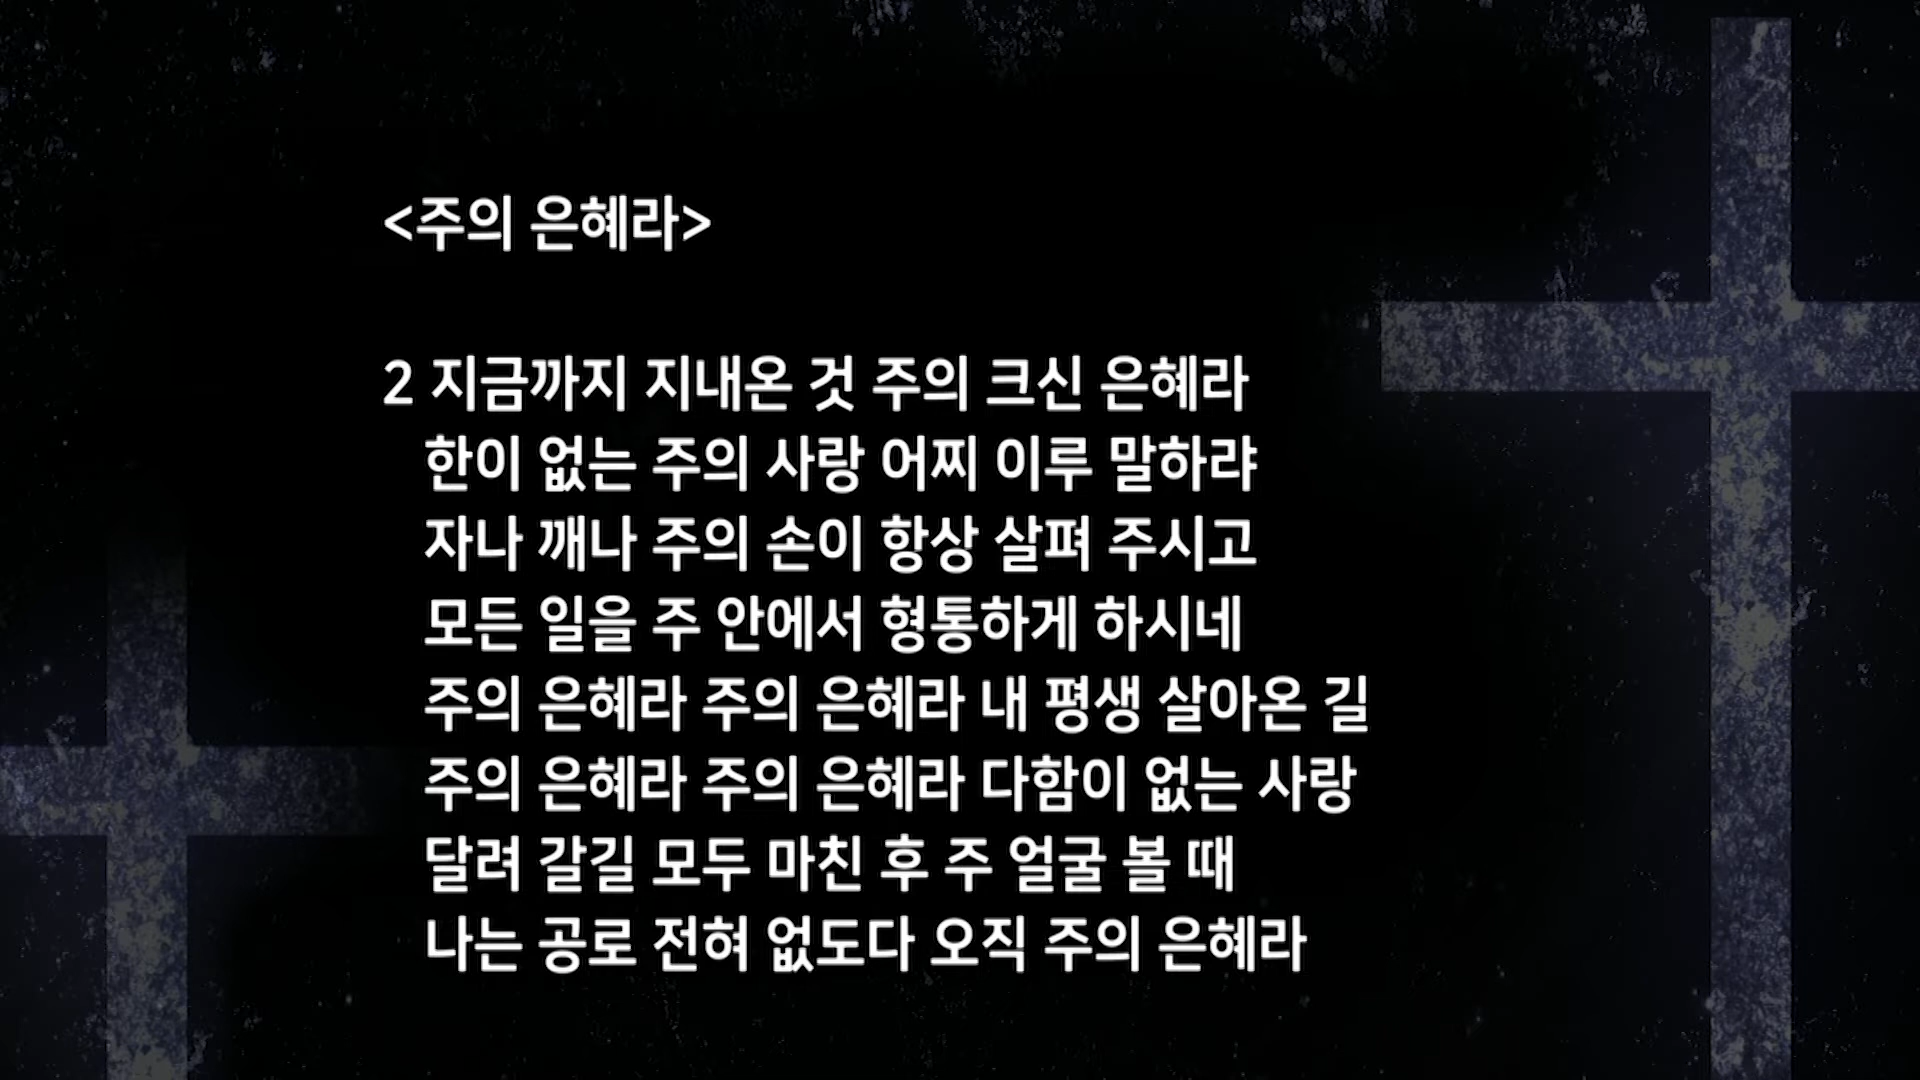 <주의 은혜라>
2 지금까지 지내온 것 주의 크신 은혜라
한이 없는 주의 사랑 어찌 이루 말하랴
자나 깨나 주의 손이 항상 살펴 주시고
모든 일을 주 안에서 형통하게 하시네
주의 은혜라 주의 은혜라 내 평생 살아온 길
주의 은혜라 주의 은혜라 다함이 없는 사랑
달려 갈길 모두 마친 후 주 얼굴 볼 때
나는 공로 전혀 없도다 오직 주의 은혜라